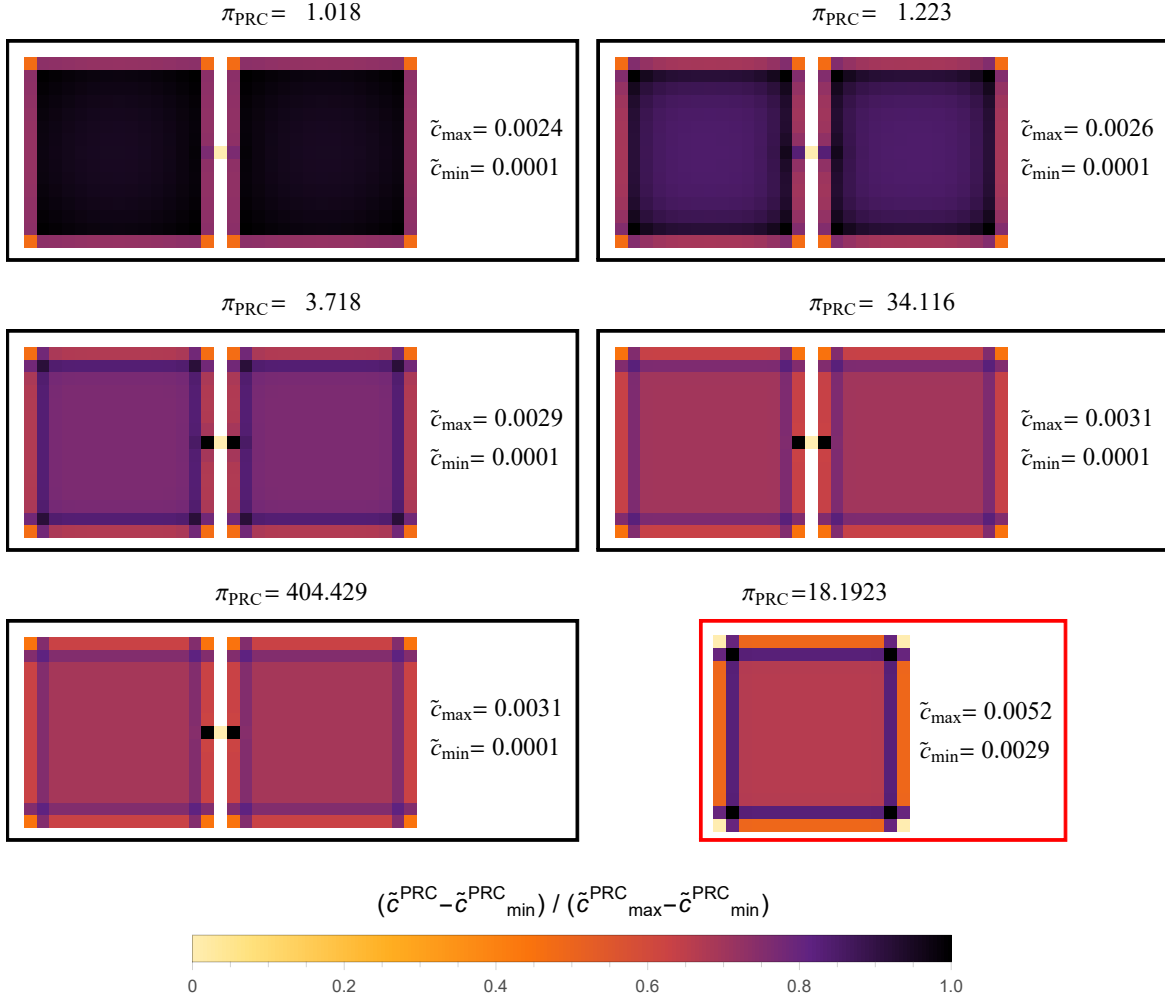 π_PRC = 1.018
π_PRC = 1.223
c̃_max = 0.0024
c̃_min = 0.0001
c̃_max = 0.0026
c̃_min = 0.0001
π_PRC = 3.718
π_PRC = 34.116
c̃_max = 0.0029
c̃_min = 0.0001
c̃_max = 0.0031
c̃_min = 0.0001
π_PRC = 404.429
π_PRC =18.1923
c̃_max = 0.0031
c̃_min = 0.0001
c̃_max = 0.0052
c̃_min = 0.0029
(c̃^PRC−c̃^PRC_min) / (c̃^PRC_max−c̃^PRC_min)
0 0.2 0.4 0.6 0.8 1.0